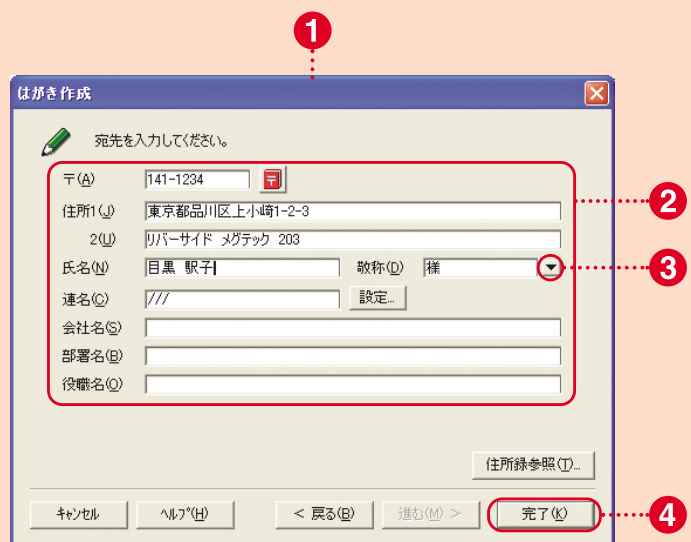 1
はがき作成
宛先を入力してください。
〒(A) 141-1234 〒
住所1(J) 東京都品川区上小崎1-2-3
2(U) リバーサイド メグテック 203
氏名(N) 目黒 駅子 敬称(D) 様
連名(C) /// 設定...
会社名(S)
部署名(B)
役職名(O)
2
3
住所録参照(T)...
キャンセル ヘルプ(H) < 戻る(B) 進む(M) > 完了(K)
4